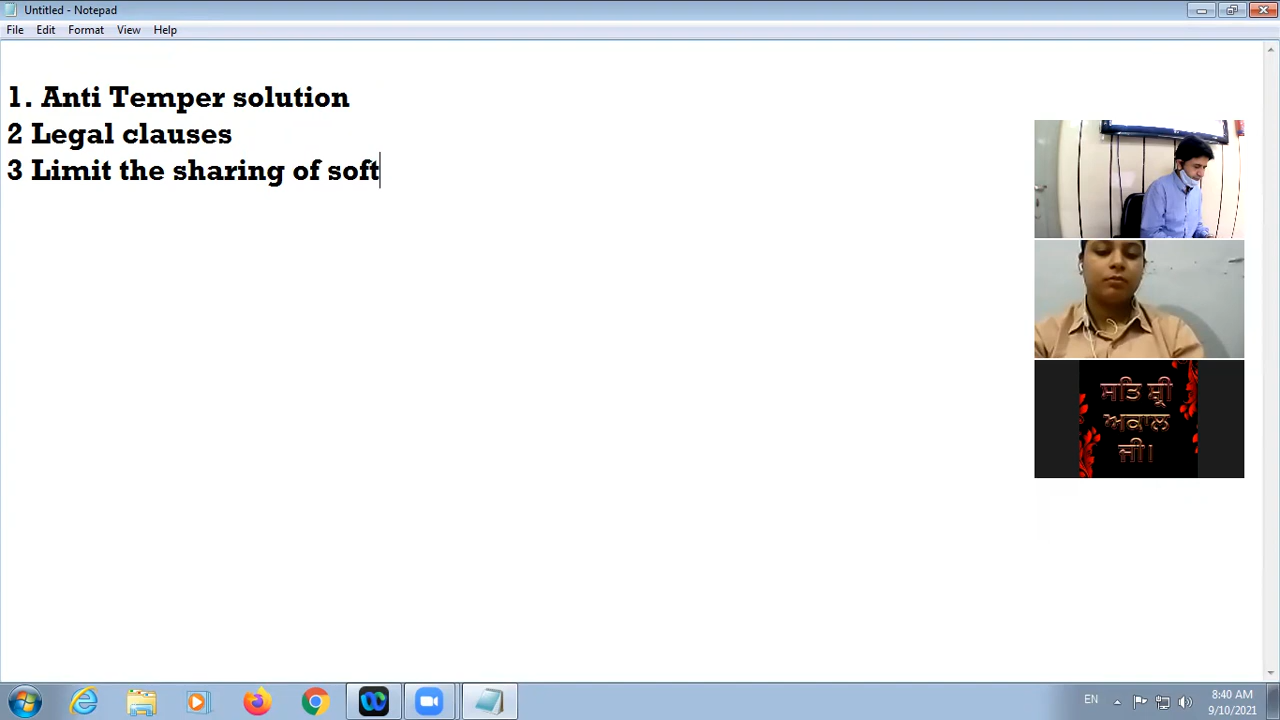 Untitled - Notepad
File Edit Format View Help
1. Anti Temper solution
2 Legal clauses
3 Limit the sharing of soft
ਸਤਿ ਸ਼੍ਰੀ
ਅਕਾਲ
ਜੀ।
EN
8:40 AM
9/10/2021